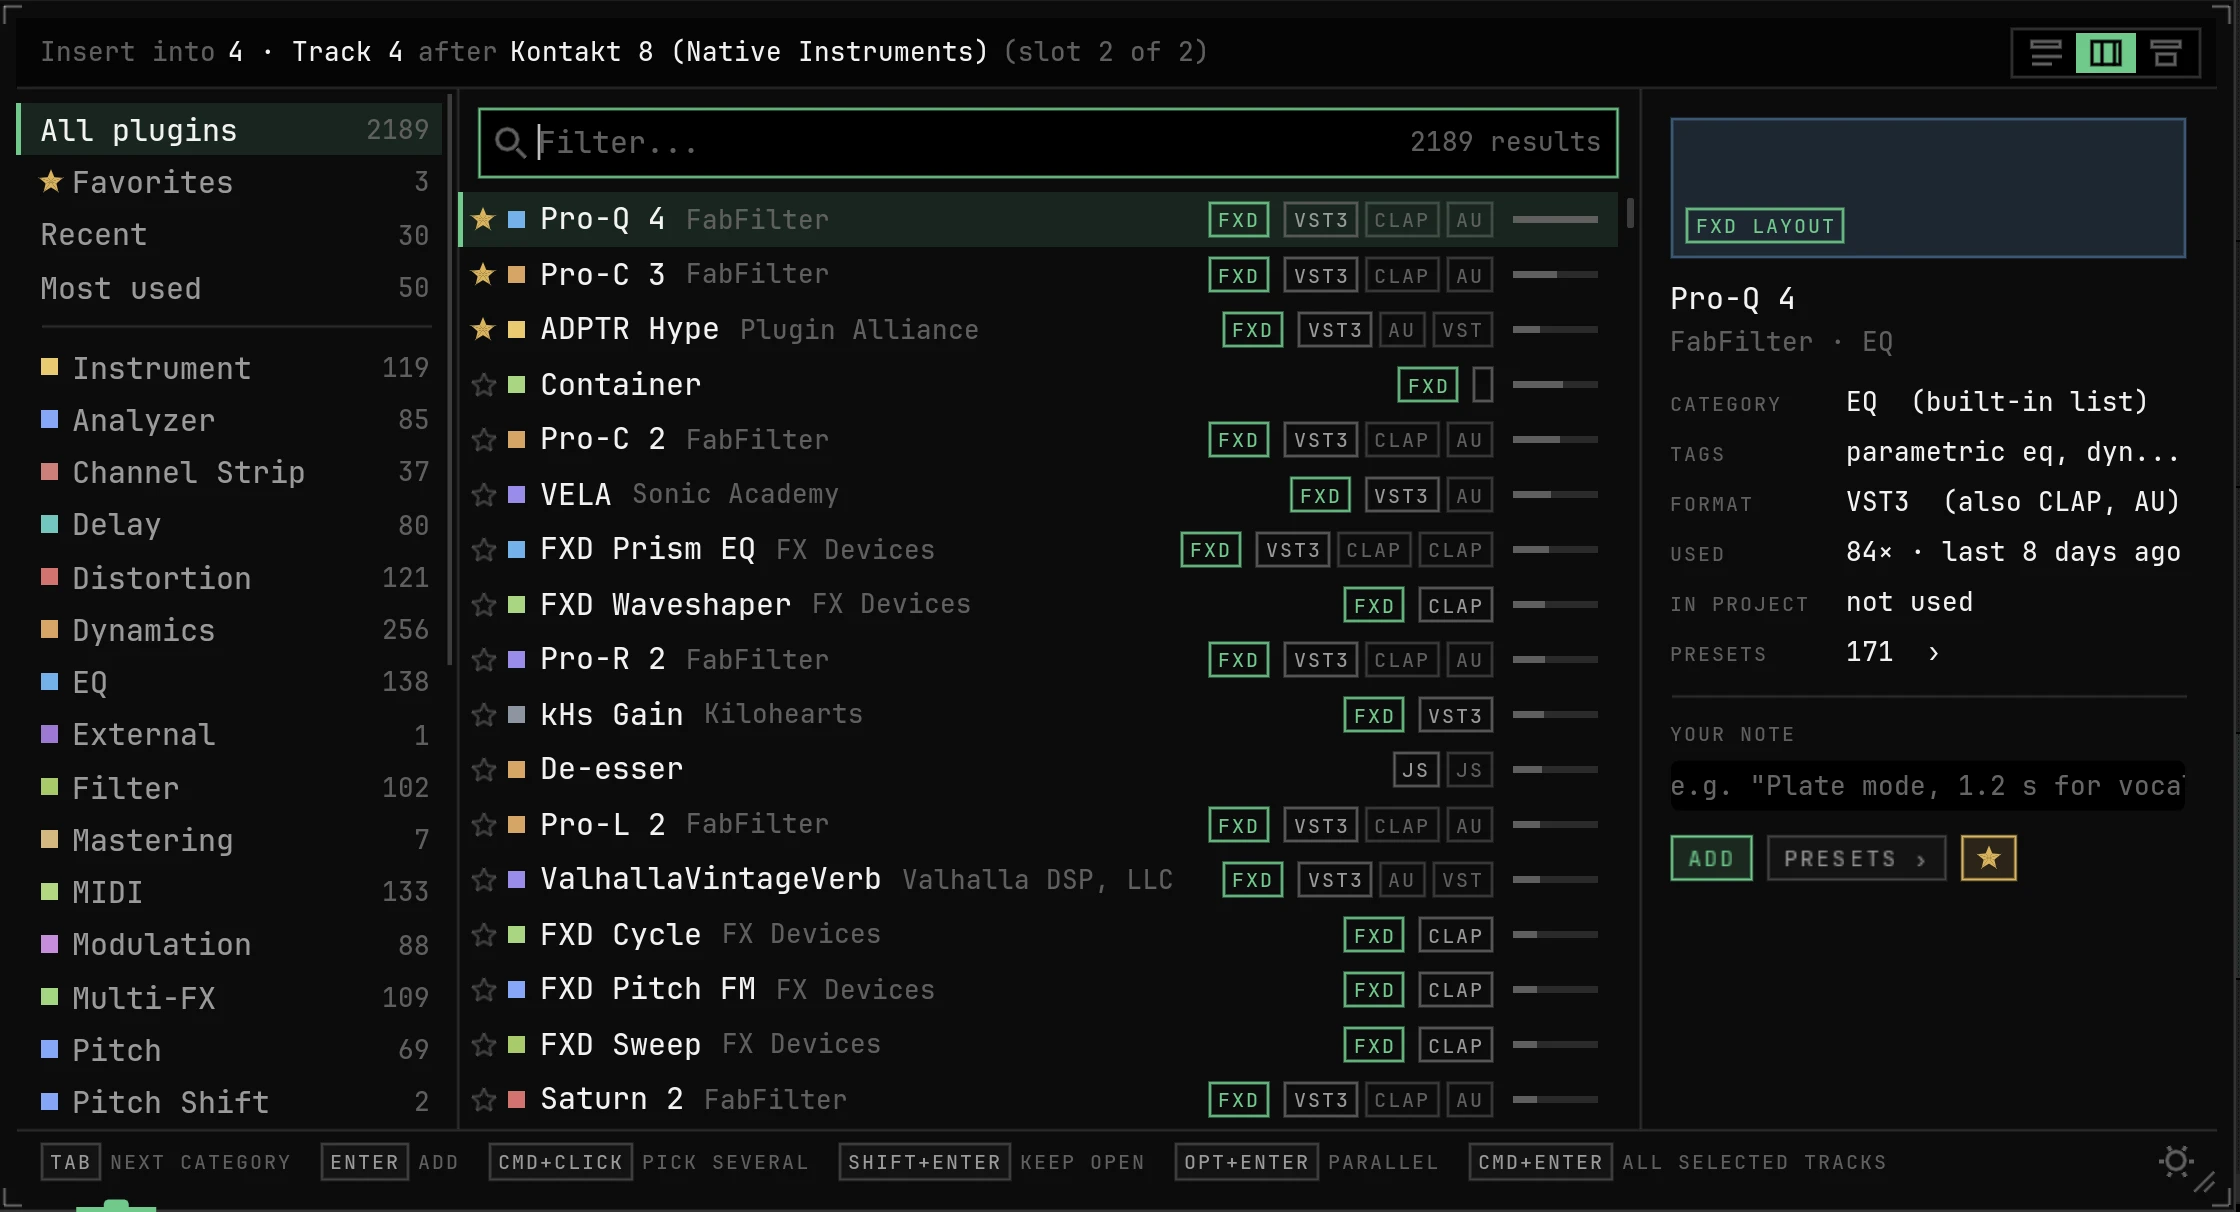 Insert into 4 · Track 4 after Kontakt 8 (Native Instruments) (slot 2 of 2)
All plugins 2189
Favorites 3
Recent 30
Most used 50
Instrument 119
Analyzer 85
Channel Strip 37
Delay 80
Distortion 121
Dynamics 256
EQ 138
External 1
Filter 102
Mastering 7
MIDI 133
Modulation 88
Multi-FX 109
Pitch 69
Pitch Shift 2
Filter... 2189 results
Pro-Q 4 FabFilter FXD VST3 CLAP AU
Pro-C 3 FabFilter FXD VST3 CLAP AU
ADPTR Hype Plugin Alliance FXD VST3 AU VST
Container FXD
Pro-C 2 FabFilter FXD VST3 CLAP AU
VELA Sonic Academy FXD VST3 AU
FXD Prism EQ FX Devices FXD VST3 CLAP CLAP
FXD Waveshaper FX Devices FXD CLAP
Pro-R 2 FabFilter FXD VST3 CLAP AU
kHs Gain Kilohearts FXD VST3
De-esser JS JS
Pro-L 2 FabFilter FXD VST3 CLAP AU
ValhallaVintageVerb Valhalla DSP, LLC FXD VST3 AU VST
FXD Cycle FX Devices FXD CLAP
FXD Pitch FM FX Devices FXD CLAP
FXD Sweep FX Devices FXD CLAP
Saturn 2 FabFilter FXD VST3 CLAP AU
FXD LAYOUT
Pro-Q 4
FabFilter · EQ
CATEGORY EQ (built-in list)
TAGS parametric eq, dyn...
FORMAT VST3 (also CLAP, AU)
USED 84× · last 8 days ago
IN PROJECT not used
PRESETS 171 ›
YOUR NOTE
e.g. "Plate mode, 1.2 s for voca
ADD PRESETS ›
TAB NEXT CATEGORY ENTER ADD CMD+CLICK PICK SEVERAL SHIFT+ENTER KEEP OPEN OPT+ENTER PARALLEL CMD+ENTER ALL SELECTED TRACKS